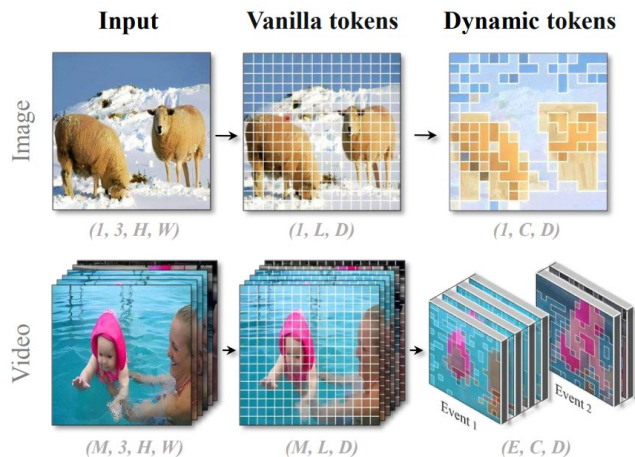 Input Vanilla tokens Dynamic tokens
Image
(1, 3, H, W) (1, L, D) (1, C, D)
Video
Event 1 Event 2
(M, 3, H, W) (M, L, D) (E, C, D)